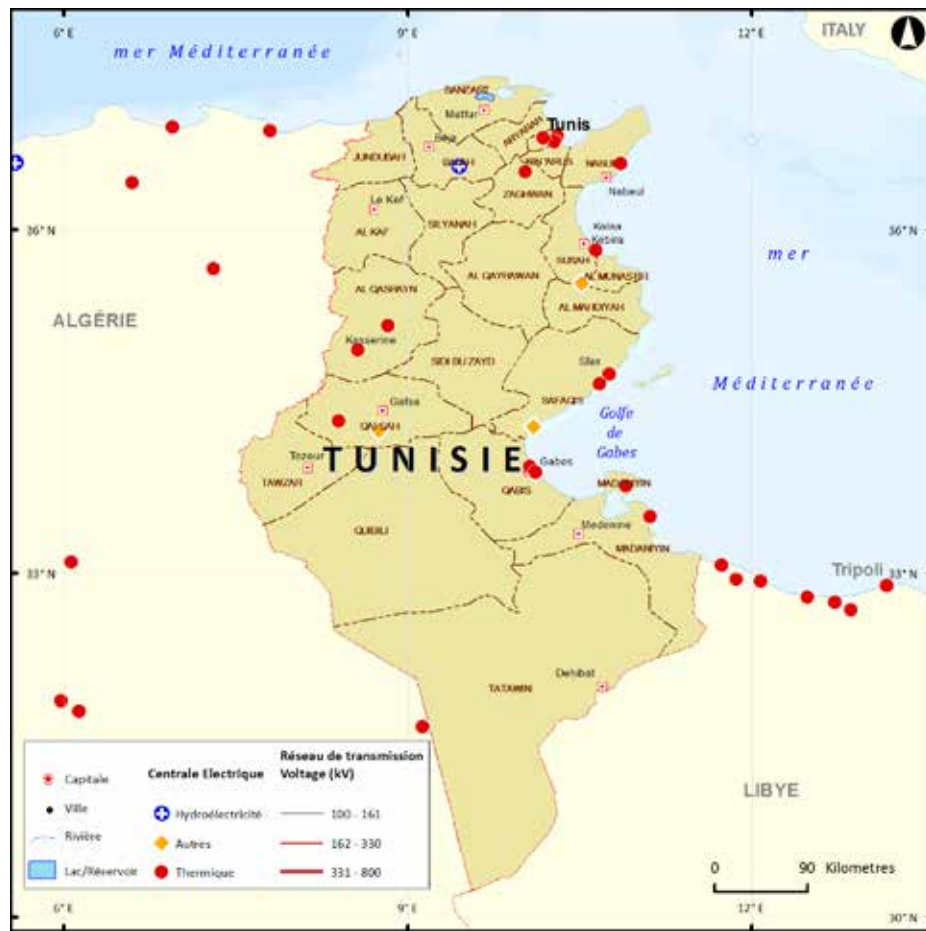 6° E
9° E
12° E
ITALY
mer Méditerranée
BANZART
Mattar
Tunis
ARYANAH
Beja
BAJAH
JUNDUBAH
BIN ARUS
NABUL
Nabeul
ZAGHWAN
Le Kef
36° N
36° N
AL KAF
SILYANAH
Kalaa
Kebira
SUSAH
AL MUNASTIR
mer
AL QASRAYN
AL QAYRAWAN
AL MAHDIYAH
ALGÉRIE
Kasserine
SIDI BU ZAYD
Sfax
SAFAQIS
Méditerranée
Gafsa
QAFSAH
Golfe
de
Gabes
TUNISIE
Tozeur
TAWZAR
Gabes
QABIS
MADANIYIN
QUIBILI
Medenine
MADANIYIN
33° N
33° N
Tripoli
Dehibat
TATAWIN
LIBYE
Capitale
Ville
Rivière
Lac/Réservoir
Centrale Electrique
Hydroélectricité
Autres
Thermique
Réseau de transmission
Voltage (kV)
100 - 161
162 - 330
331 - 800
0 90 Kilometres
6° E
9° E
12° E
30° N